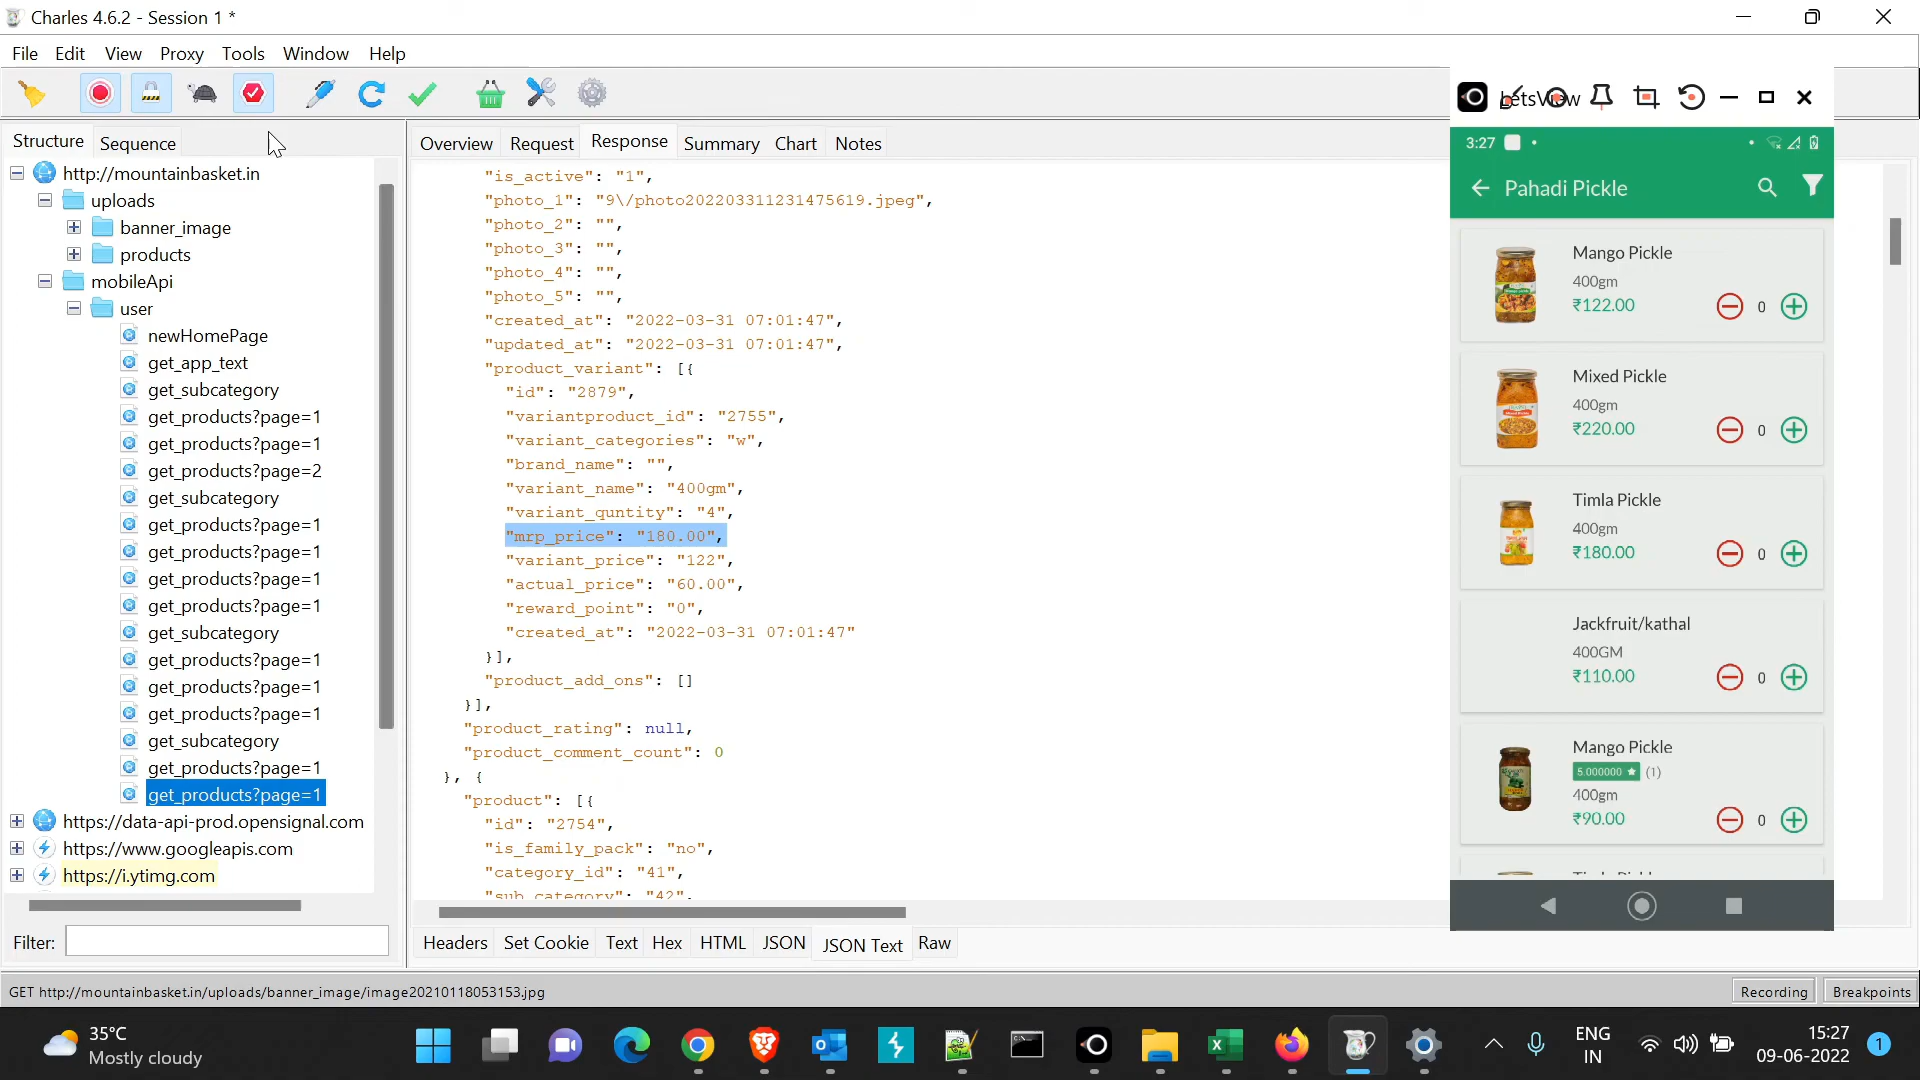 Charles 4.6.2 - Session 1 *
File Edit View Proxy Tools Window Help
Structure Sequence
http://mountainbasket.in
uploads
banner_image
products
mobileApi
user
newHomePage
get_app_text
get_subcategory
get_products?page=1
get_products?page=1
get_products?page=2
get_subcategory
get_products?page=1
get_products?page=1
get_products?page=1
get_products?page=1
get_subcategory
get_products?page=1
get_products?page=1
get_products?page=1
get_subcategory
get_products?page=1
get_products?page=1
https://data-api-prod.opensignal.com
https://www.googleapis.com
https://i.ytimg.com
Filter:
Overview Request Response Summary Chart Notes
"is_active": "1",
"photo_1": "9\/photo202203311231475619.jpeg",
"photo_2": "",
"photo_3": "",
"photo_4": "",
"photo_5": "",
"created_at": "2022-03-31 07:01:47",
"updated_at": "2022-03-31 07:01:47",
"product_variant": [{
"id": "2879",
"variantproduct_id": "2755",
"variant_categories": "w",
"brand_name": "",
"variant_name": "400gm",
"variant_quntity": "4",
"mrp_price": "180.00",
"variant_price": "122",
"actual_price": "60.00",
"reward_point": "0",
"created_at": "2022-03-31 07:01:47"
}],
"product_add_ons": []
}],
"product_rating": null,
"product_comment_count": 0
}, {
"product": [{
"id": "2754",
"is_family_pack": "no",
"category_id": "41",
"sub_category": "42",
Headers Set Cookie Text Hex HTML JSON JSON Text Raw
LetsView
3:27
Pahadi Pickle
Mango Pickle
400gm
₹122.00 0
Mixed Pickle
400gm
₹220.00 0
Timla Pickle
400gm
₹180.00 0
Jackfruit/kathal
400GM
₹110.00 0
Mango Pickle
5.000000 ★ (1)
400gm
₹90.00 0
GET http://mountainbasket.in/uploads/banner_image/image20210118053153.jpg
Recording Breakpoints
35°C
Mostly cloudy
ENG
IN
15:27
09-06-2022
1